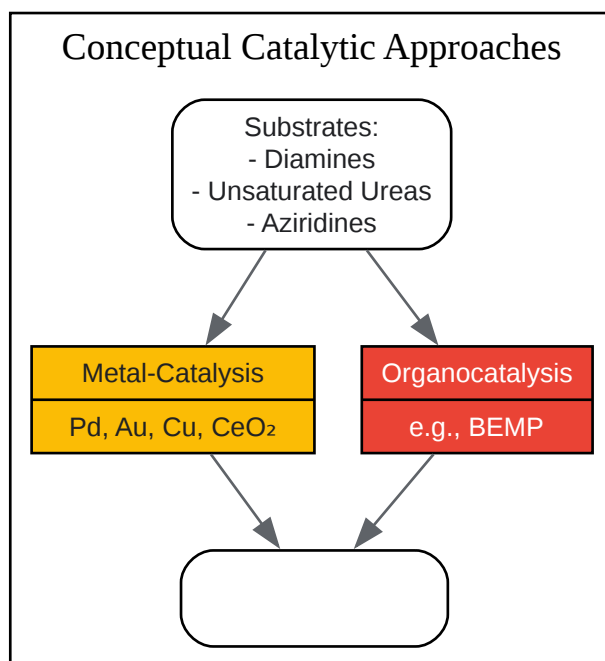 Conceptual Catalytic Approaches
Substrates:
- Diamines
- Unsaturated Ureas
- Aziridines
Metal-Catalysis
Pd, Au, Cu, CeO₂
Organocatalysis
e.g., BEMP